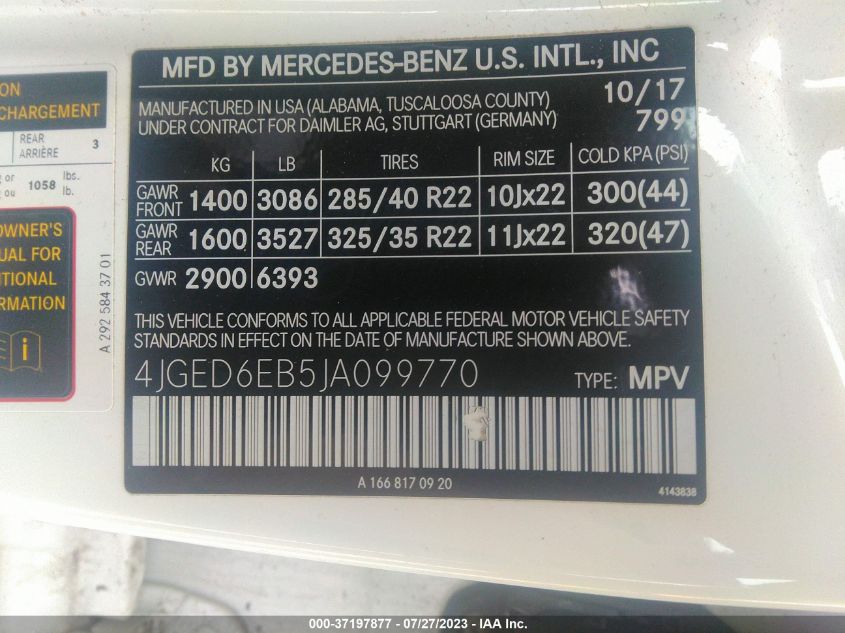 ON
CHARGEMENT
REAR
ARRIÈRE 3
or
ou 1058 lbs.
lb.
OWNER'S
UAL FOR
ITIONAL
RMATION
i
A 292 584 37 01
MFD BY MERCEDES-BENZ U.S. INTL., INC
MANUFACTURED IN USA (ALABAMA, TUSCALOOSA COUNTY) 10/17
UNDER CONTRACT FOR DAIMLER AG, STUTTGART (GERMANY) 799
KG LB TIRES RIM SIZE COLD KPA (PSI)
GAWR FRONT 1400 3086 285/40 R22 10Jx22 300(44)
GAWR REAR 1600 3527 325/35 R22 11Jx22 320(47)
GVWR 2900 6393
THIS VEHICLE CONFORMS TO ALL APPLICABLE FEDERAL MOTOR VEHICLE SAFETY
STANDARDS IN EFFECT ON THE DATE OF MANUFACTURE SHOWN ABOVE.
4JGED6EB5JA099770 TYPE: MPV
A 166 817 09 20
4143838
000-37197877 / 07/27/2023 - IAA Inc.